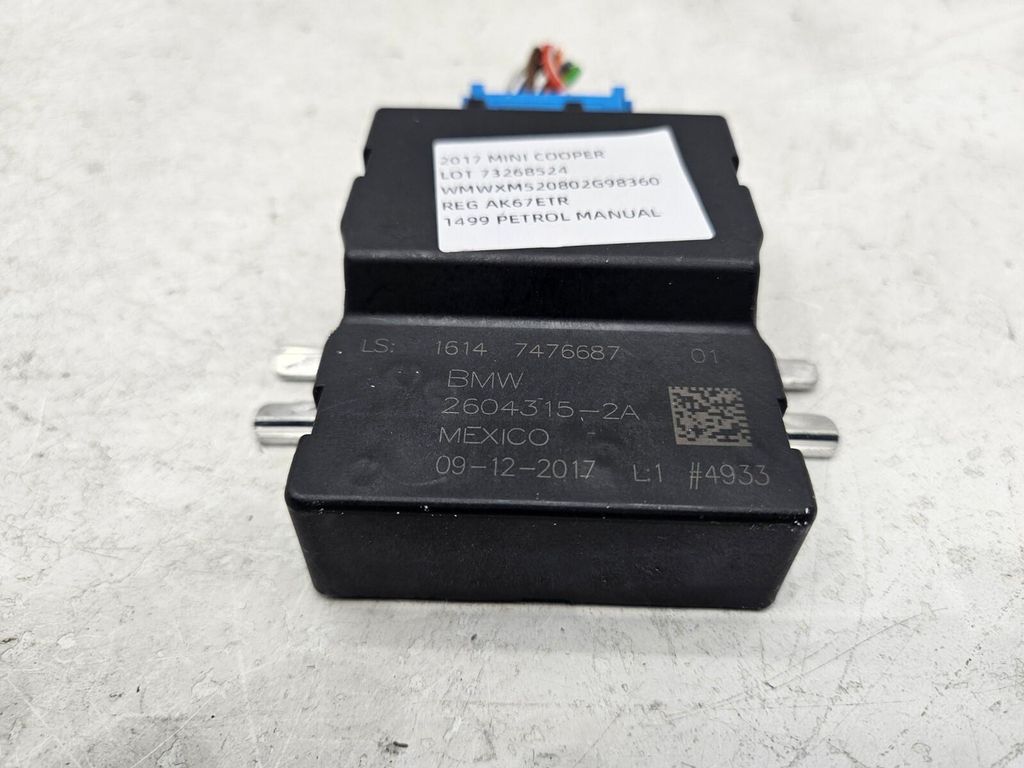 2017 MINI COOPER
LOT 73268524
WMWXM520802G98360
REG AK67ETR
1499 PETROL MANUAL
LS: 1614 7476687 01
BMW
2604315-2A
MEXICO
09-12-2017 L:1 #4933